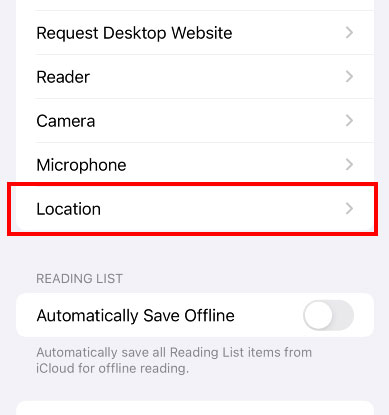 Request Desktop Website
Reader
Camera
Microphone
Location
READING LIST
Automatically Save Offline
Automatically save all Reading List items from
iCloud for offline reading.